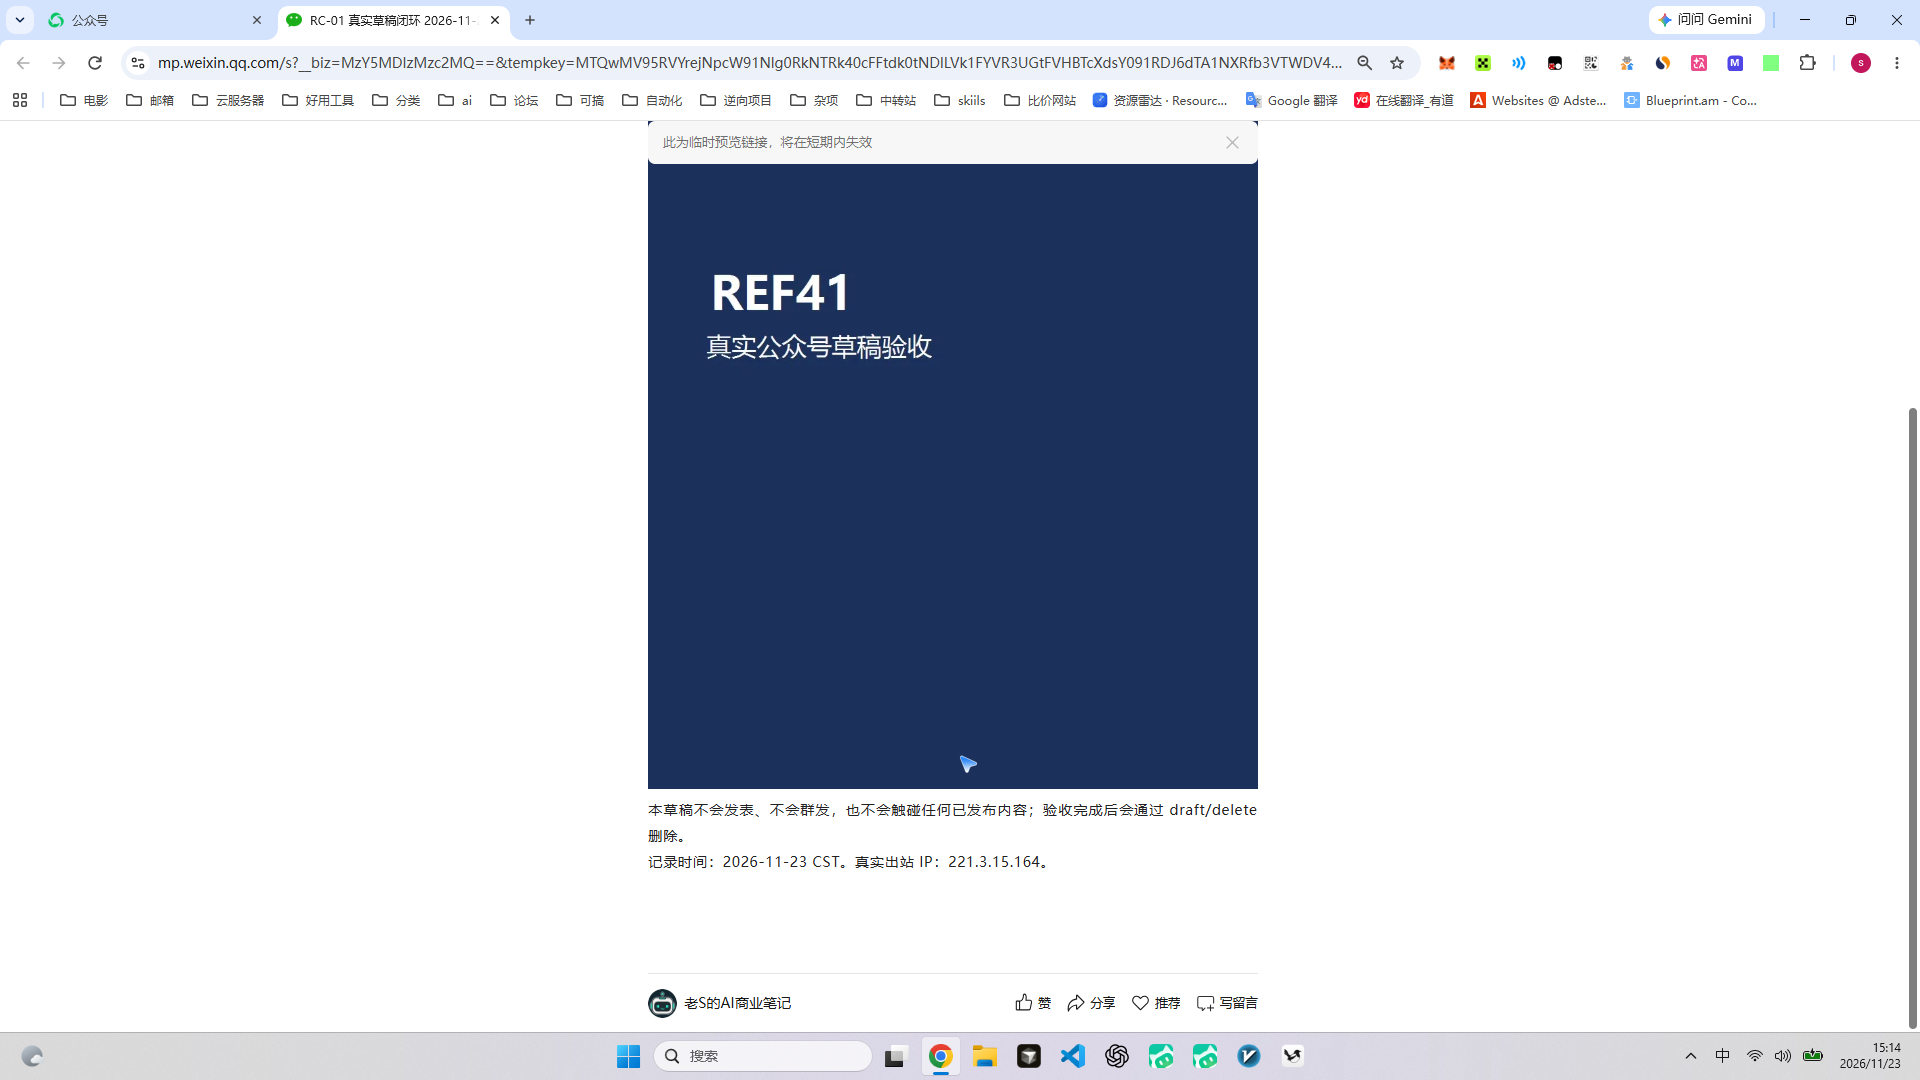 公众号
RC-01 真实草稿闭环 2026-11-
问问 Gemini
mp.weixin.qq.com/s?__biz=
电影
邮箱
云服务器
好用工具
分类
ai
论坛
可搞
自动化
逆向项目
杂项
中转站
skiils
比价网站
资源雷达 · Resourc...
Google 翻译
在线翻译_有道
Websites @ Adste...
Blueprint.am - Co...
此为临时预览链接，将在短期内失效
REF41
真实公众号草稿验收
本草稿不会发表、不会群发，也不会触碰任何已发布内容；验收完成后会通过 draft/delete
删除。
记录时间：2026-11-23 CST。真实出站 IP：221.3.15.164。
老S的AI商业笔记
赞
分享
推荐
写留言
搜索
中
15:14
2026/11/23